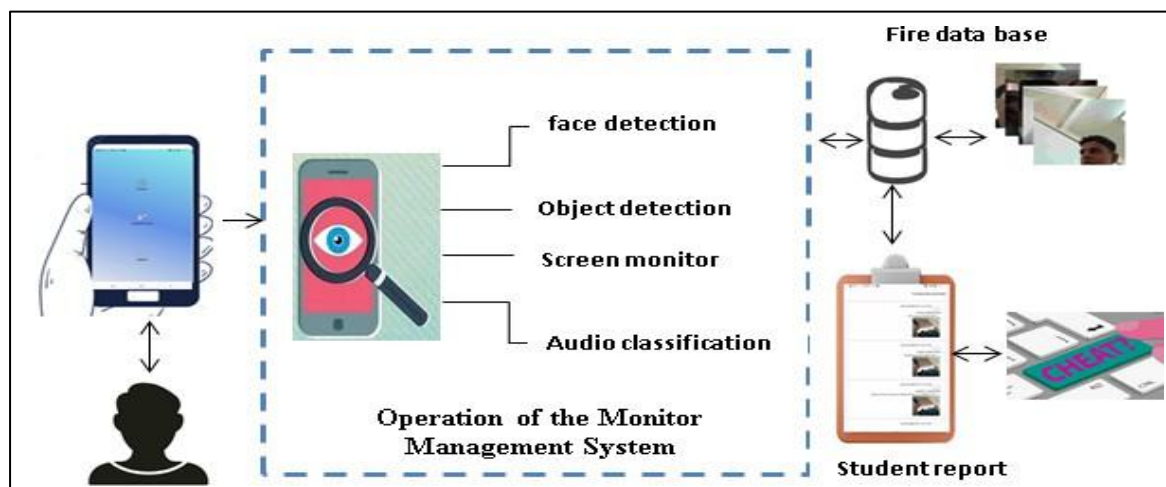 Fire data base
face detection
Object detection
Screen monitor
Audio classification
Operation of the Monitor
Management System
CHEAT!
Student report